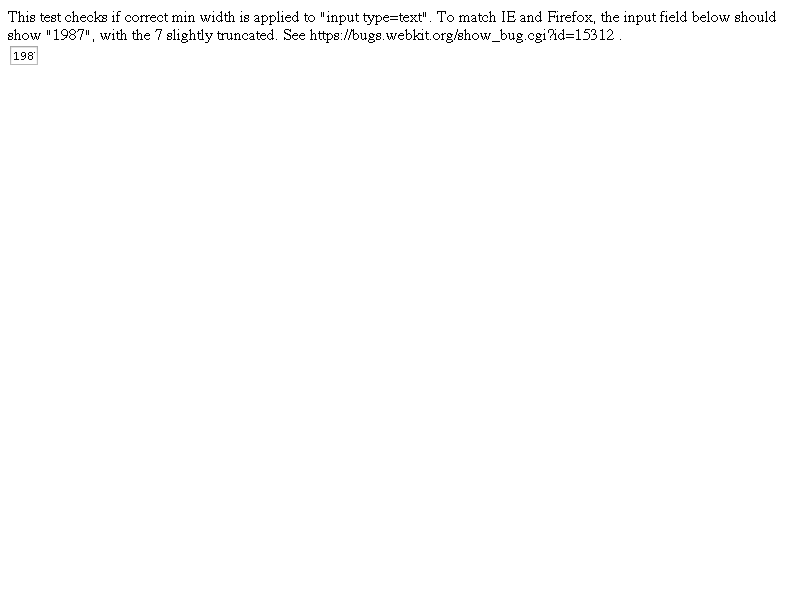 This test checks if correct min width is applied to "input type=text". To match IE and Firefox, the input field below should
show "1987", with the 7 slightly truncated. See https://bugs.webkit.org/show_bug.cgi?id=15312 .
198